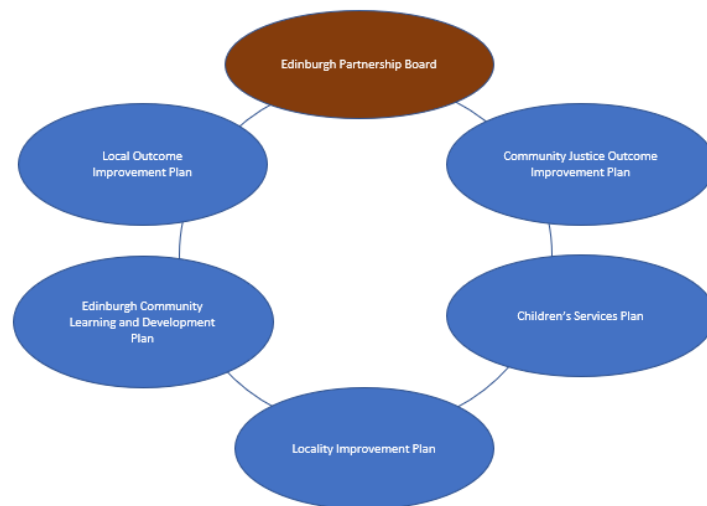 Edinburgh Partnership Board
Local Outcome
Improvement Plan
Community Justice Outcome
Improvement Plan
Edinburgh Community
Learning and Development
Plan
Children’s Services Plan
Locality Improvement Plan